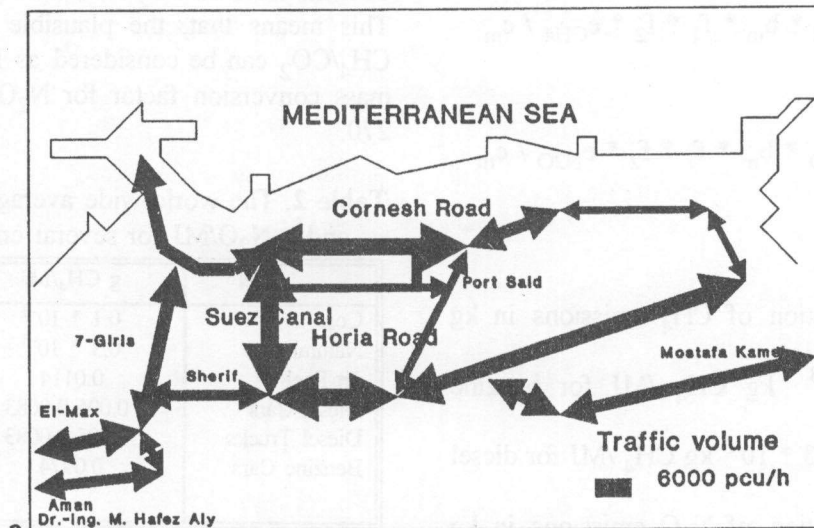 MEDITERRANEAN SEA
Cornesh Road
Port Said
Suez Canal
Horia Road
7-Girls
Sherif
Mostafa Kamel
El-Max
Traffic volume
6000 pcu/h
Aman
Dr.-Ing. M. Hafez Aly